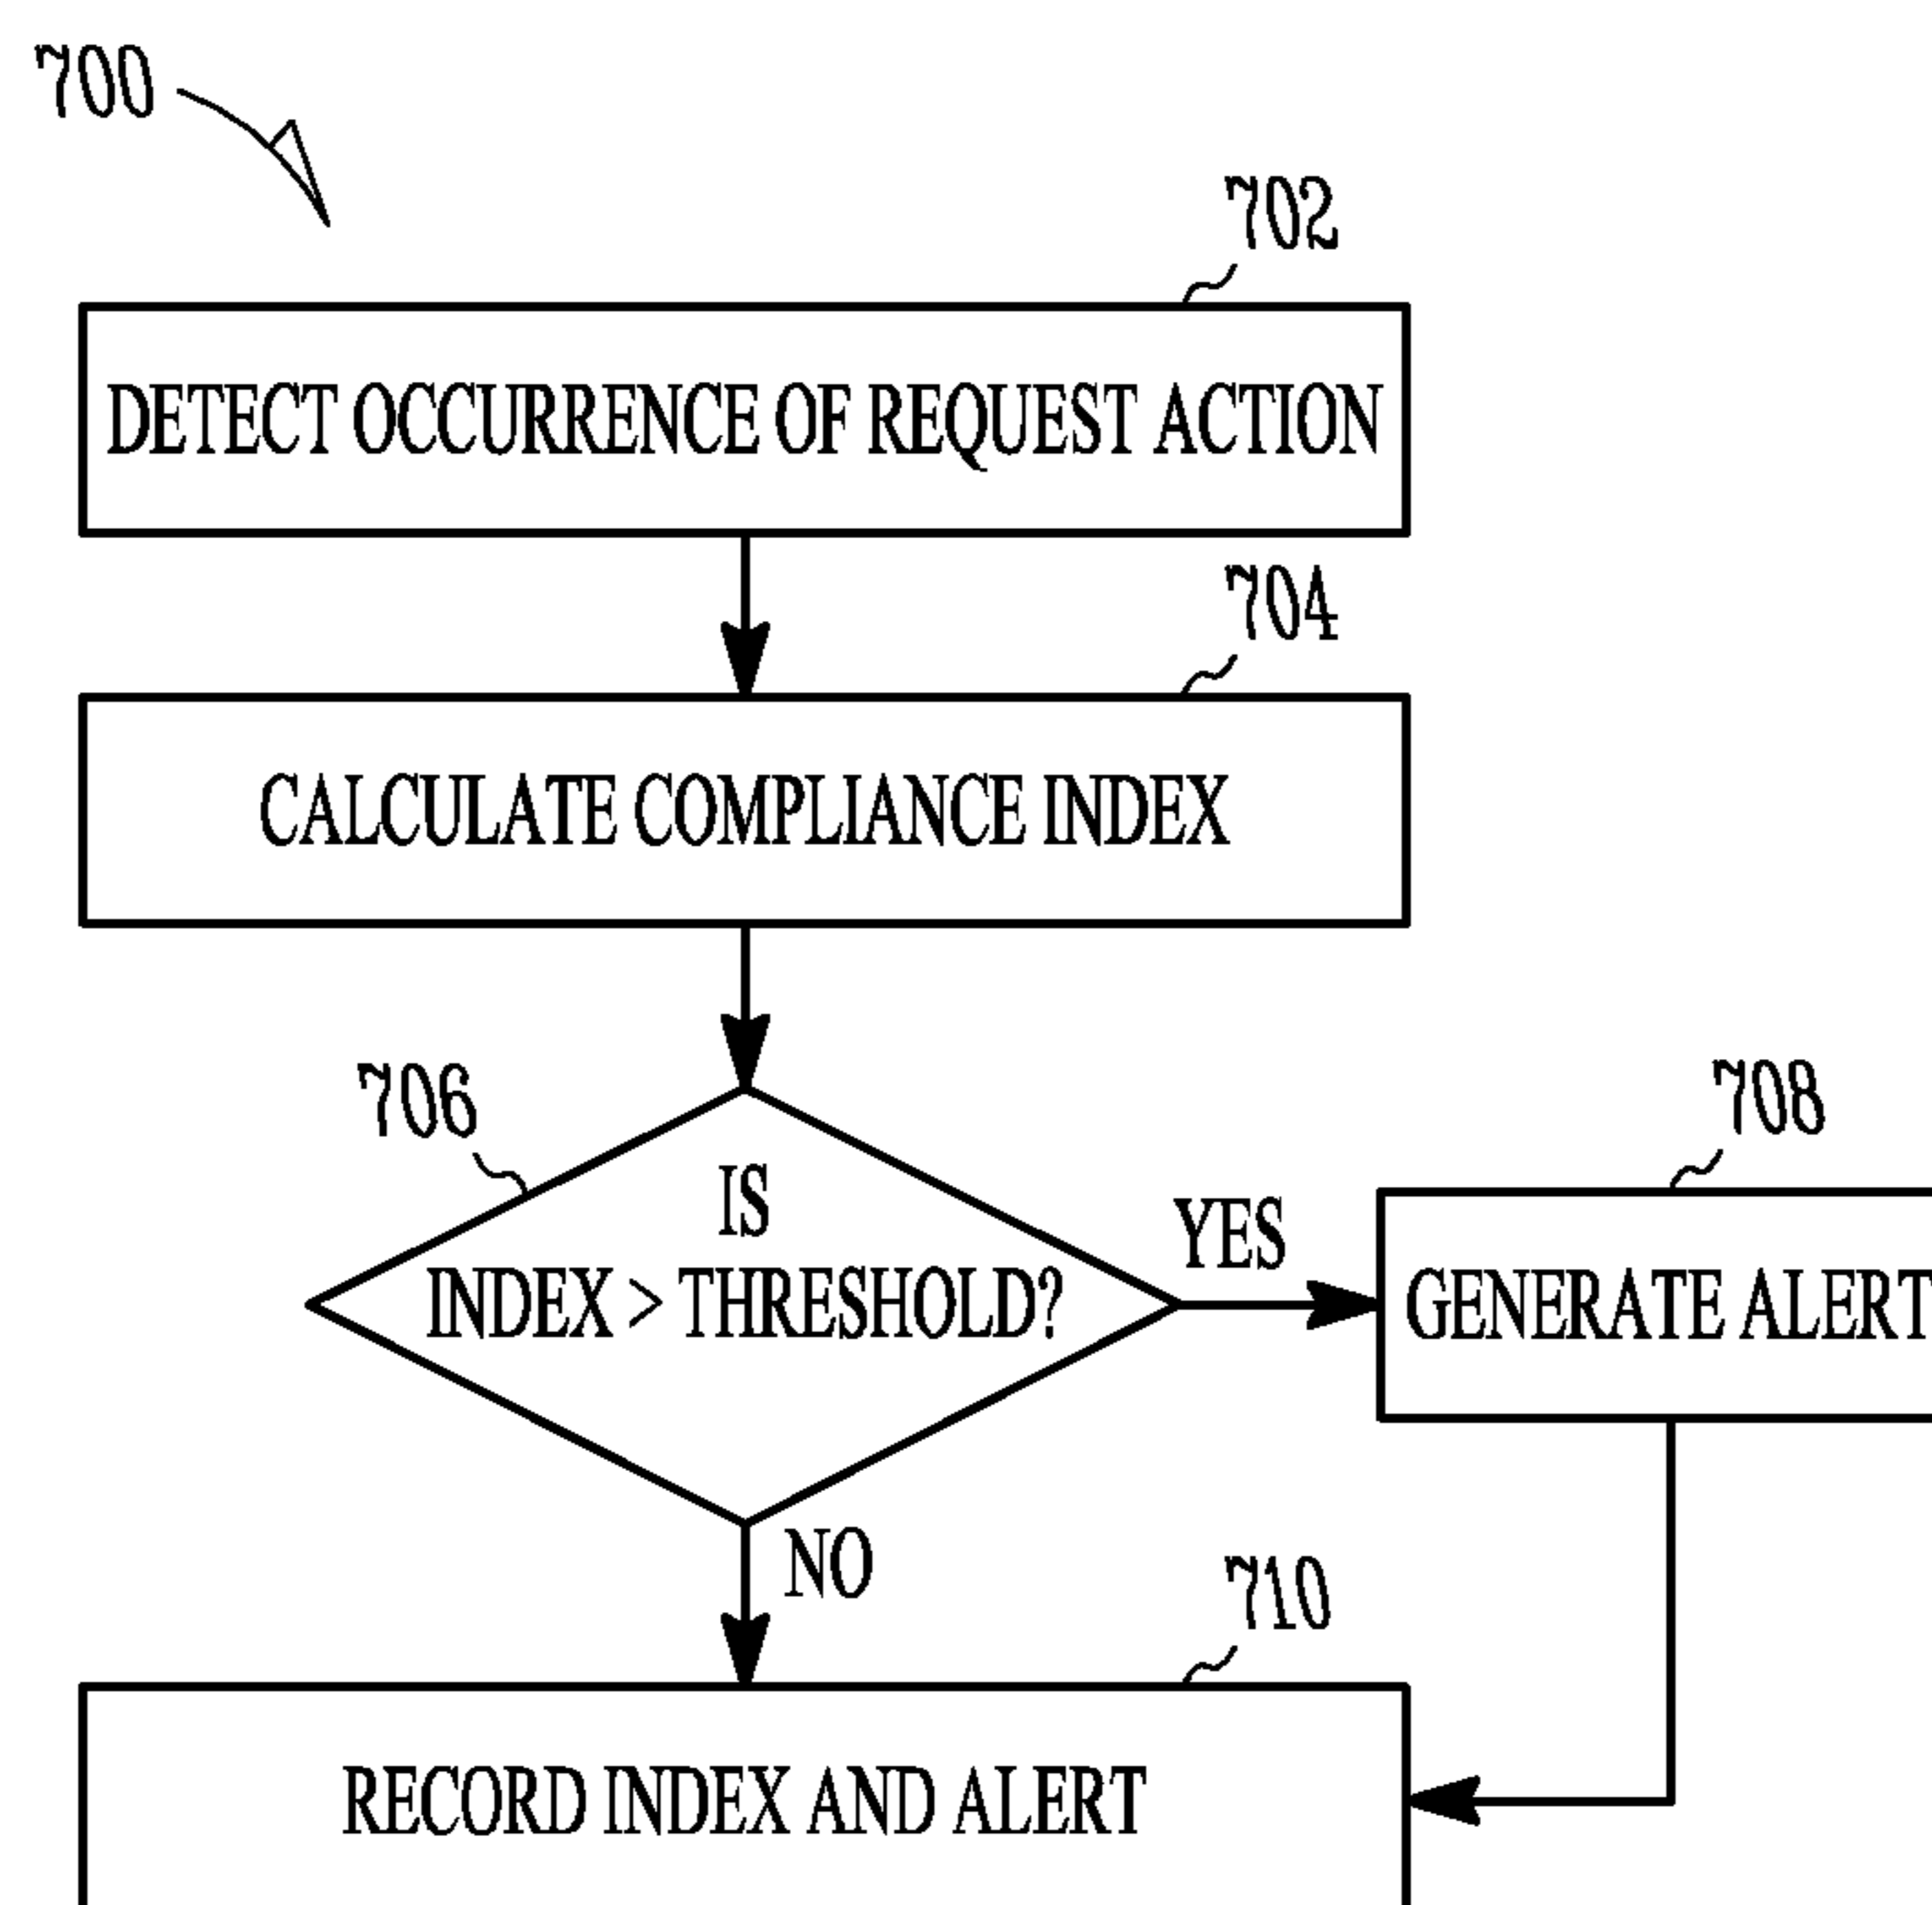 700
702
DETECT OCCURRENCE OF REQUEST ACTION
704
CALCULATE COMPLIANCE INDEX
706
IS
INDEX > THRESHOLD?
YES
708
GENERATE ALERT
NO
710
RECORD INDEX AND ALERT